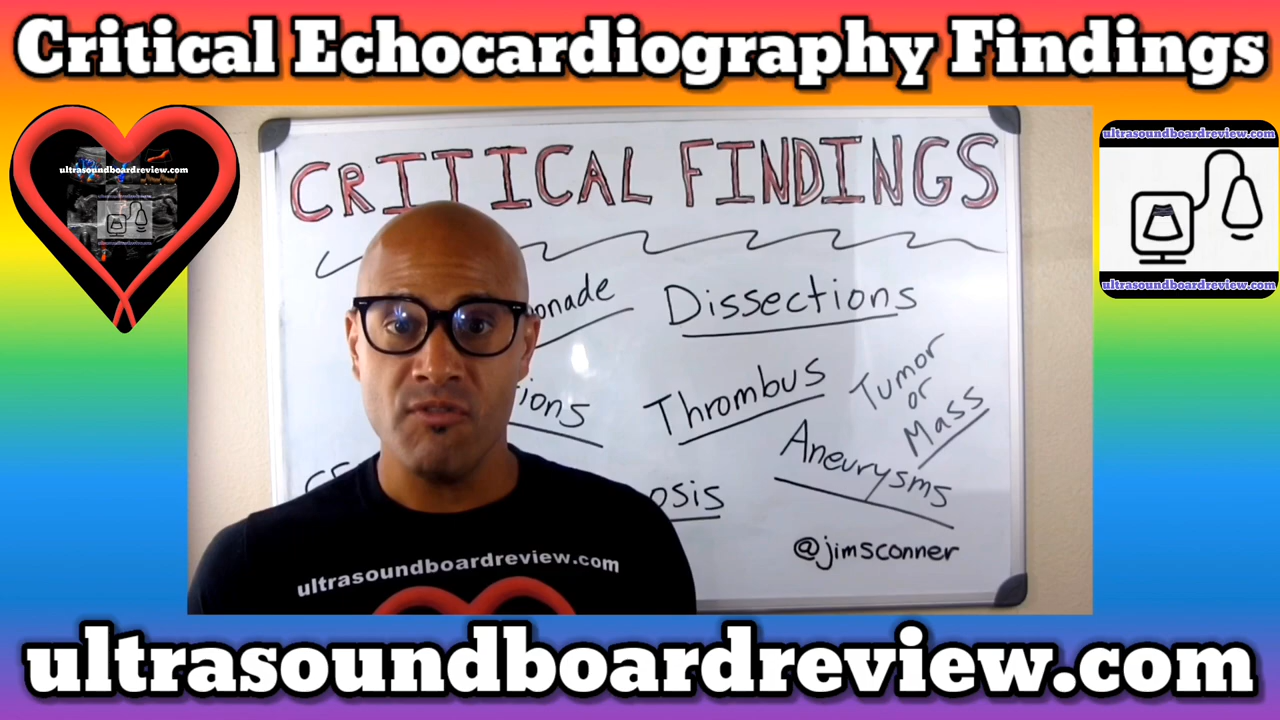 Critical Echocardiography Findings
ultrasoundboardreview.com
ultrasoundboardreview.com
CRITICAL FINDINGS
Dissections
Thrombus
Tumor
or
Mass
Aneurysms
@jimsconner
ultrasoundboardreview.com
ultrasoundboardreview.com
ultrasoundboardreview.com